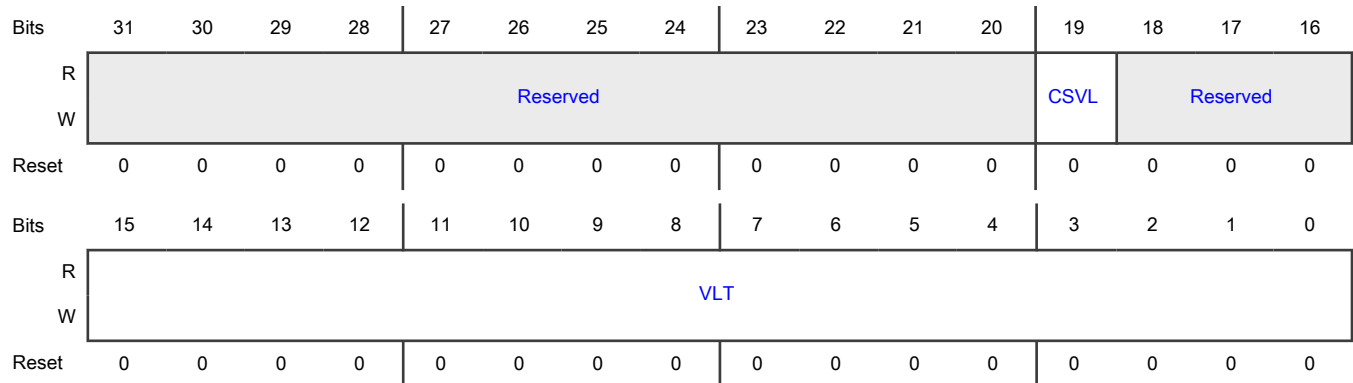 Bits 31 30 29 28 27 26 25 24 23 22 21 20 19 18 17 16
R
Reserved CSVL Reserved
W
Reset 0 0 0 0 0 0 0 0 0 0 0 0 0 0 0 0
Bits 15 14 13 12 11 10 9 8 7 6 5 4 3 2 1 0
R
VLT
W
Reset 0 0 0 0 0 0 0 0 0 0 0 0 0 0 0 0